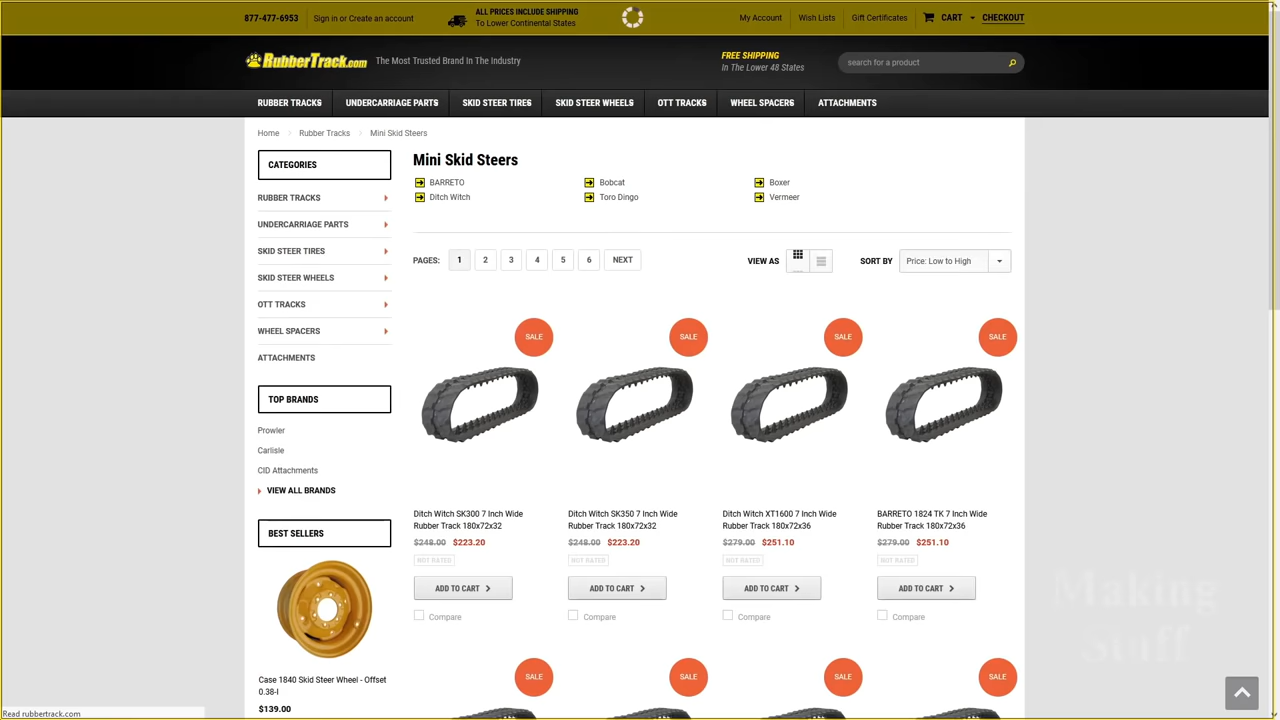 877-477-6953
Sign in or Create an account
ALL PRICES INCLUDE SHIPPING
To Lower Continental States
My Account
Wish Lists
Gift Certificates
CART
CHECKOUT
RubberTrack.com
The Most Trusted Brand In The Industry
FREE SHIPPING
In The Lower 48 States
search for a product
RUBBER TRACKS
UNDERCARRIAGE PARTS
SKID STEER TIRES
SKID STEER WHEELS
OTT TRACKS
WHEEL SPACERS
ATTACHMENTS
Home
Rubber Tracks
Mini Skid Steers
CATEGORIES
RUBBER TRACKS
UNDERCARRIAGE PARTS
SKID STEER TIRES
SKID STEER WHEELS
OTT TRACKS
WHEEL SPACERS
ATTACHMENTS
TOP BRANDS
Prowler
Carlisle
CID Attachments
VIEW ALL BRANDS
BEST SELLERS
Case 1840 Skid Steer Wheel - Offset
0.38-I
$139.00
Mini Skid Steers
BARRETO
Bobcat
Boxer
Ditch Witch
Toro Dingo
Vermeer
PAGES: 1 2 3 4 5 6 NEXT
VIEW AS
SORT BY
Price: Low to High
SALE
SALE
SALE
SALE
Ditch Witch SK300 7 Inch Wide
Rubber Track 180x72x32
$248.00 $223.20
NOT RATED
ADD TO CART
Compare
Ditch Witch SK350 7 Inch Wide
Rubber Track 180x72x32
$248.00 $223.20
NOT RATED
ADD TO CART
Compare
Ditch Witch XT1600 7 Inch Wide
Rubber Track 180x72x36
$279.00 $251.10
NOT RATED
ADD TO CART
Compare
BARRETO 1824 TK 7 Inch Wide
Rubber Track 180x72x36
$279.00 $251.10
NOT RATED
ADD TO CART
Compare
SALE
SALE
SALE
SALE
Making
Stuff
Read rubbertrack.com